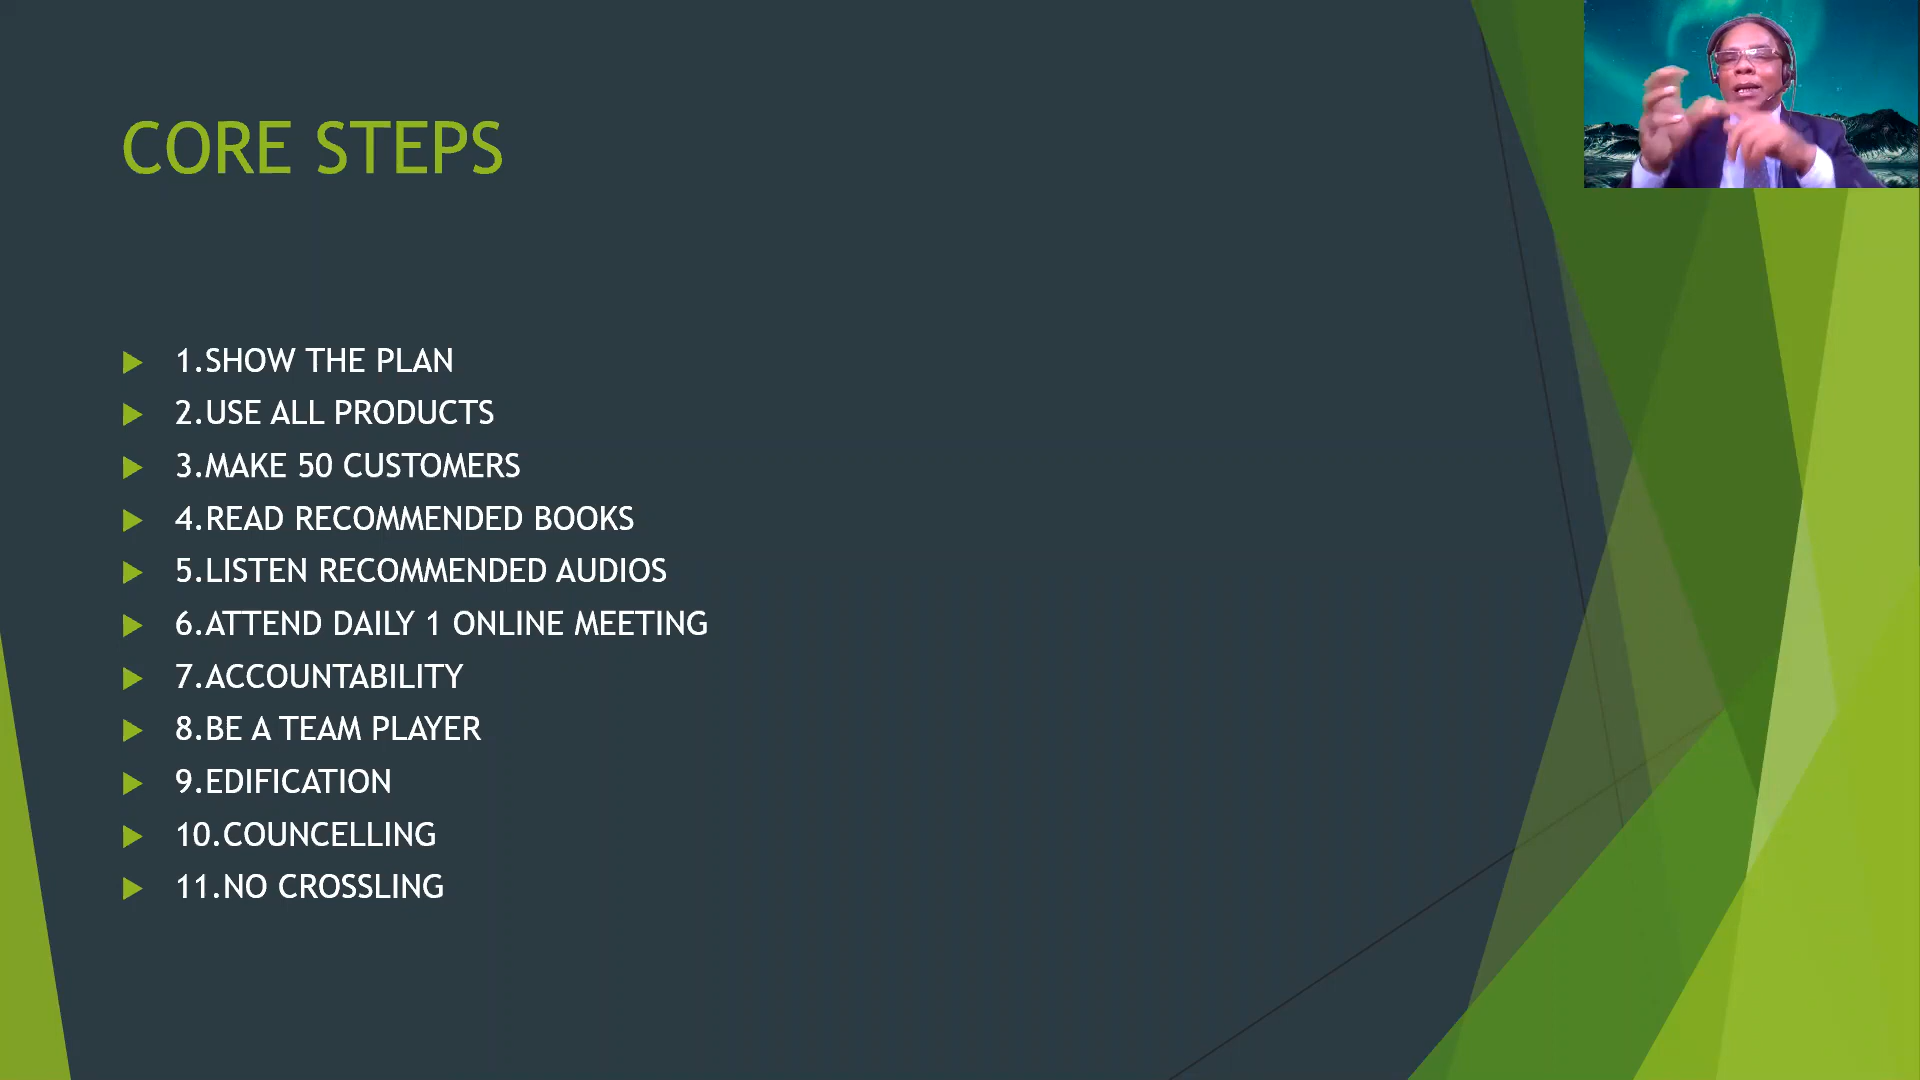 CORE STEPS
1.SHOW THE PLAN
2.USE ALL PRODUCTS
3.MAKE 50 CUSTOMERS
4.READ RECOMMENDED BOOKS
5.LISTEN RECOMMENDED AUDIOS
6.ATTEND DAILY 1 ONLINE MEETING
7.ACCOUNTABILITY
8.BE A TEAM PLAYER
9.EDIFICATION
10.COUNCELLING
11.NO CROSSLING